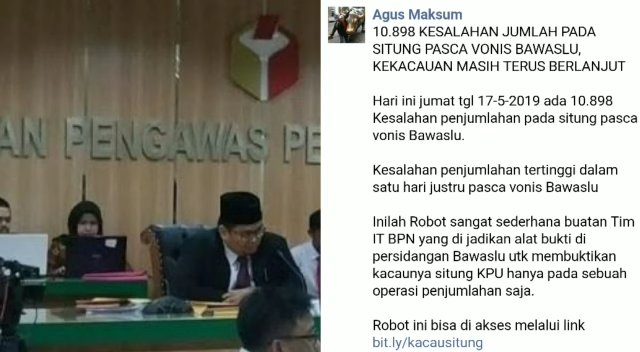 AN PENGAWAS PE
Agus Maksum
10.898 KESALAHAN JUMLAH PADA
SITUNG PASCA VONIS BAWASLU,
KEKACAUAN MASIH TERUS BERLANJUT
Hari ini jumat tgl 17-5-2019 ada 10.898
Kesalahan penjumlahan pada situng pasca
vonis Bawaslu.
Kesalahan penjumlahan tertinggi dalam
satu hari justru pasca vonis Bawaslu
Inilah Robot sangat sederhana buatan Tim
IT BPN yang di jadikan alat bukti di
persidangan Bawaslu utk membuktikan
kacaunya situng KPU hanya pada sebuah
operasi penjumlahan saja.
Robot ini bisa di akses melalui link
bit.ly/kacausitung